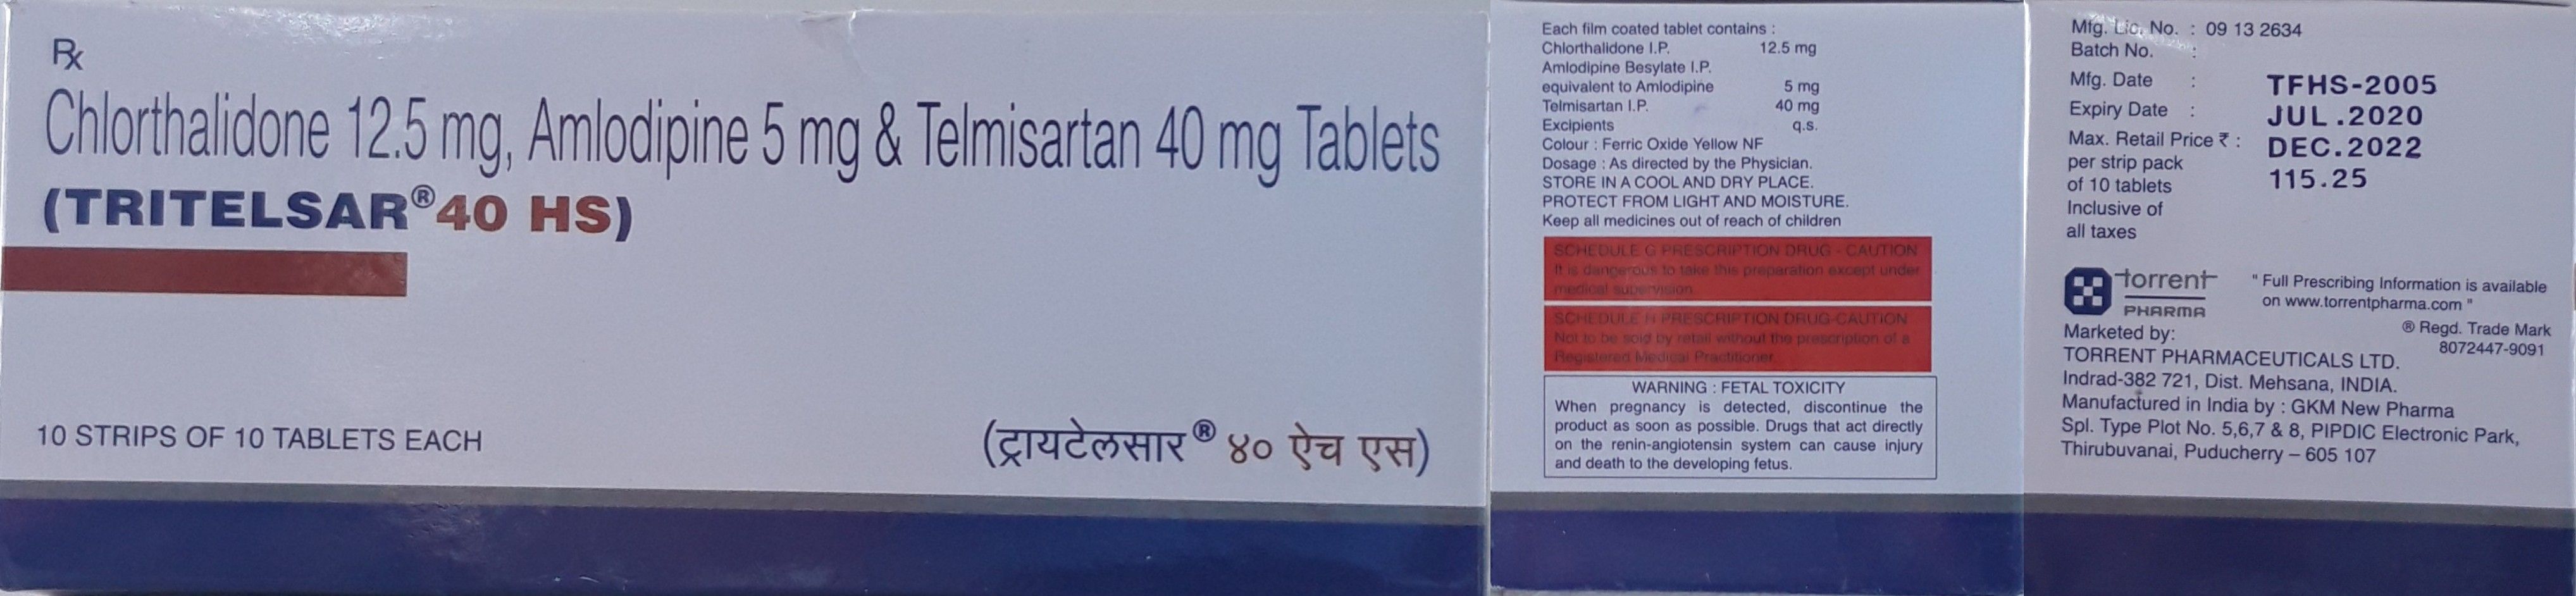 Rx
Chlorthalidone 12.5 mg, Amlodipine 5 mg & Telmisartan 40 mg Tablets
(TRITELSAR® 40 HS)
10 STRIPS OF 10 TABLETS EACH
(ट्रायटेलसार® ४० ऐच एस)
Each film coated tablet contains :
Chlorthalidone I.P. 12.5 mg
Amlodipine Besylate I.P.
equivalent to Amlodipine 5 mg
Telmisartan I.P. 40 mg
Excipients q.s.
Colour : Ferric Oxide Yellow NF
Dosage : As directed by the Physician.
STORE IN A COOL AND DRY PLACE.
PROTECT FROM LIGHT AND MOISTURE.
Keep all medicines out of reach of children
SCHEDULE G PRESCRIPTION DRUG - CAUTION
It is dangerous to take this preparation except under
medical supervision.
SCHEDULE H PRESCRIPTION DRUG-CAUTION
Not to be sold by retail without the prescription of a
Registered Medical Practitioner.
WARNING : FETAL TOXICITY
When pregnancy is detected, discontinue the
product as soon as possible. Drugs that act directly
on the renin-angiotensin system can cause injury
and death to the developing fetus.
Mfg. Lic. No. : 09 13 2634
Batch No. :
Mfg. Date : TFHS-2005
Expiry Date : JUL.2020
Max. Retail Price ₹ : DEC.2022
per strip pack 115.25
of 10 tablets
Inclusive of
all taxes
torrent
PHARMA
" Full Prescribing Information is available
on www.torrentpharma.com "
® Regd. Trade Mark
8072447-9091
Marketed by:
TORRENT PHARMACEUTICALS LTD.
Indrad-382 721, Dist. Mehsana, INDIA.
Manufactured in India by : GKM New Pharma
Spl. Type Plot No. 5,6,7 & 8, PIPDIC Electronic Park,
Thirubuvanai, Puducherry – 605 107